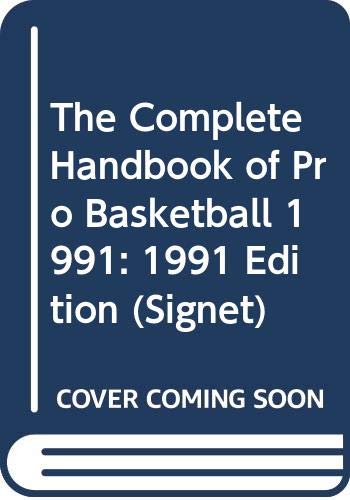 The Complete
Handbook of Pr
o Basketball 1
991: 1991 Edi
tion (Signet)
COVER COMING SOON